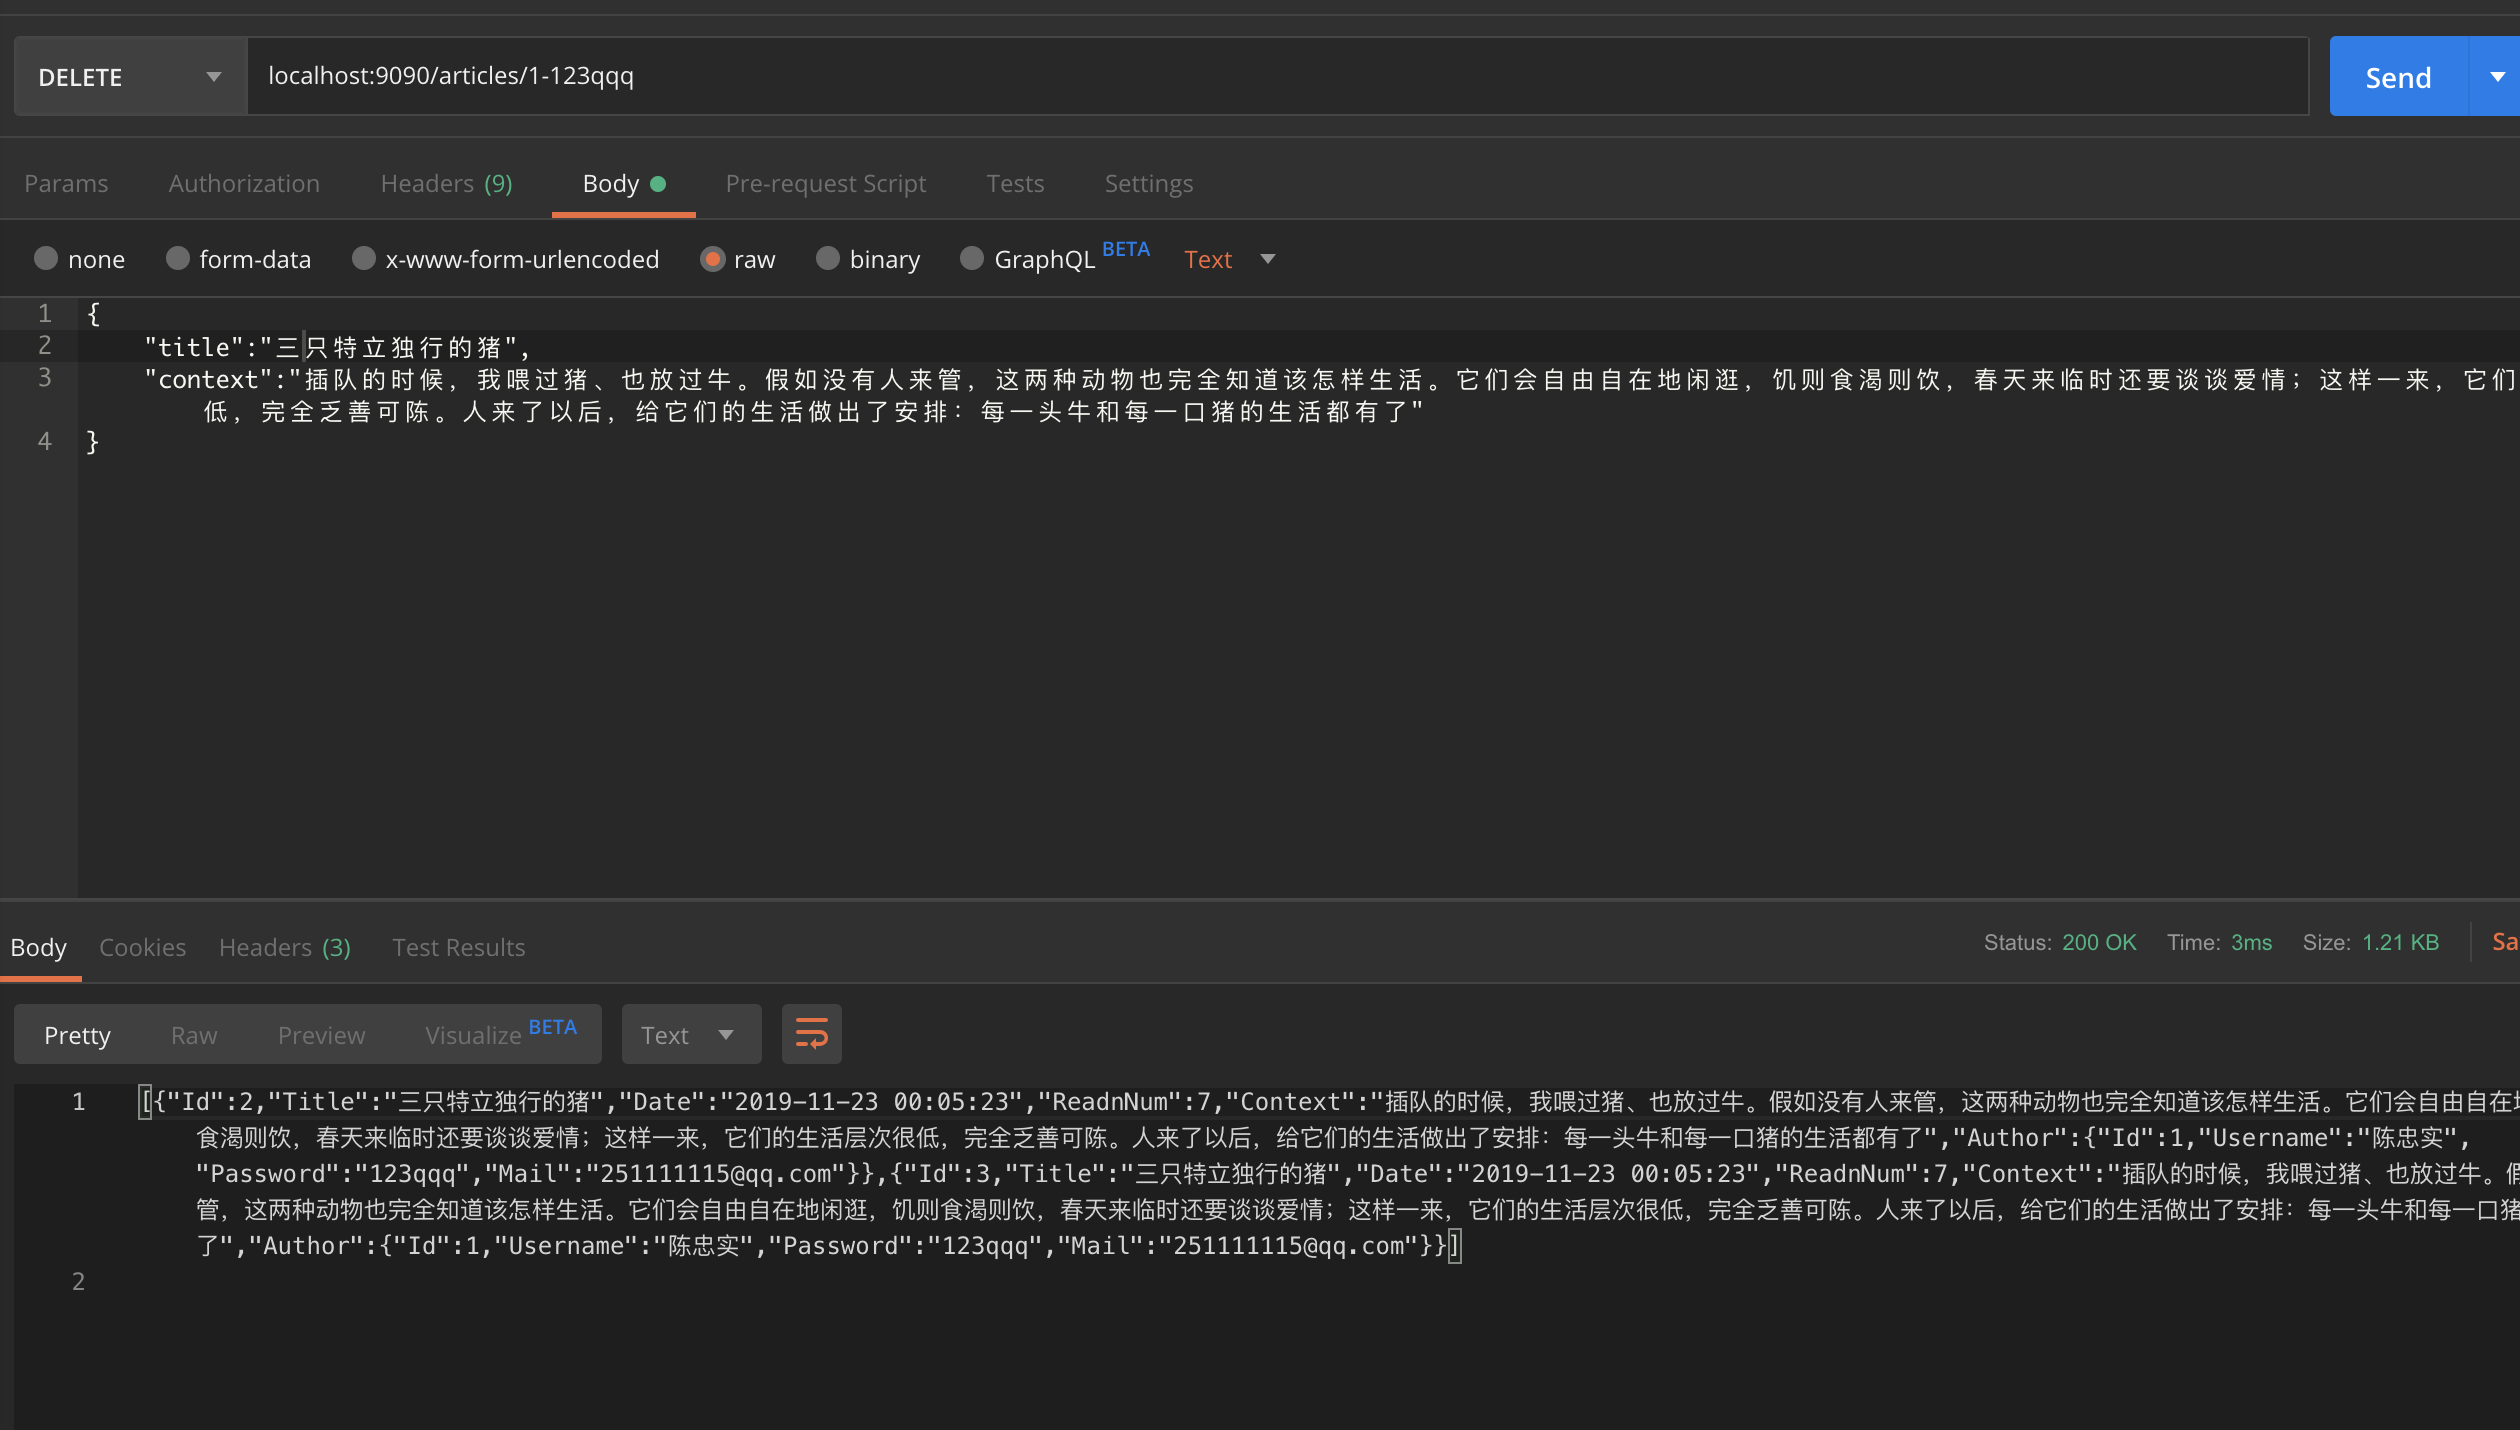 DELETE localhost:9090/articles/1-123qqq Send
Params Authorization Headers (9) Body Pre-request Script Tests Settings
none form-data x-www-form-urlencoded raw binary GraphQL BETA Text
1 {
2 "title":"三只特立独行的猪",
3 "context":"插队的时候，我喂过猪、也放过牛。假如没有人来管，这两种动物也完全知道该怎样生活。它们会自由自在地闲逛，饥则食渴则饮，春天来临时还要谈谈爱情；这样一来，它们
低，完全乏善可陈。人来了以后，给它们的生活做出了安排：每一头牛和每一口猪的生活都有了"
4 }
Body Cookies Headers (3) Test Results Status: 200 OK Time: 3ms Size: 1.21 KB Sa
Pretty Raw Preview Visualize BETA Text
1 [{"Id":2,"Title":"三只特立独行的猪","Date":"2019-11-23 00:05:23","ReadnNum":7,"Context":"插队的时候，我喂过猪、也放过牛。假如没有人来管，这两种动物也完全知道该怎样生活。它们会自由自在
食渴则饮，春天来临时还要谈谈爱情；这样一来，它们的生活层次很低，完全乏善可陈。人来了以后，给它们的生活做出了安排：每一头牛和每一口猪的生活都有了","Author":{"Id":1,"Username":"陈忠实",
"Password":"123qqq","Mail":"251111115@qq.com"}},{"Id":3,"Title":"三只特立独行的猪","Date":"2019-11-23 00:05:23","ReadnNum":7,"Context":"插队的时候，我喂过猪、也放过牛。
管，这两种动物也完全知道该怎样生活。它们会自由自在地闲逛，饥则食渴则饮，春天来临时还要谈谈爱情；这样一来，它们的生活层次很低，完全乏善可陈。人来了以后，给它们的生活做出了安排：每一头牛和每一口猪
了","Author":{"Id":1,"Username":"陈忠实","Password":"123qqq","Mail":"251111115@qq.com"}}]
2